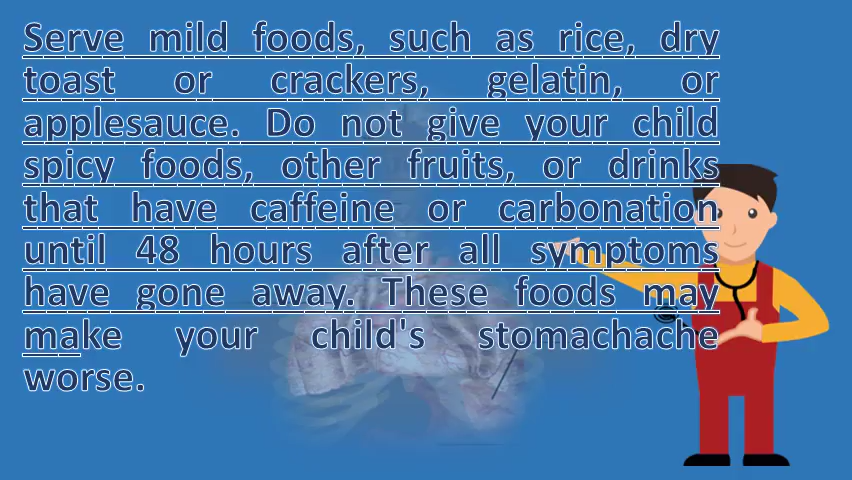 Serve mild foods, such as rice, dry
toast or crackers, gelatin, or
applesauce. Do not give your child
spicy foods, other fruits, or drinks
that have caffeine or carbonation
until 48 hours after all symptoms
have gone away. These foods may
make your child's stomachache
worse.